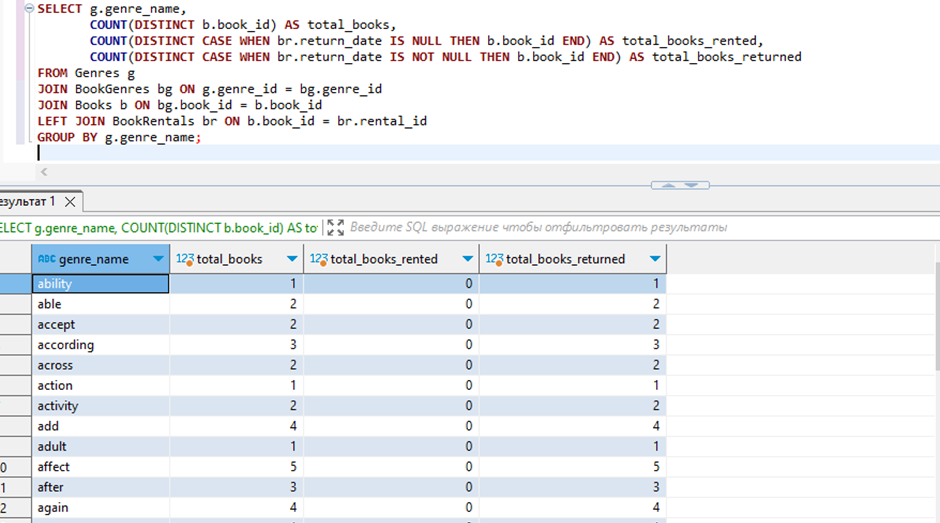 SELECT g.genre_name,
COUNT(DISTINCT b.book_id) AS total_books,
COUNT(DISTINCT CASE WHEN br.return_date IS NULL THEN b.book_id END) AS total_books_rented,
COUNT(DISTINCT CASE WHEN br.return_date IS NOT NULL THEN b.book_id END) AS total_books_returned
FROM Genres g
JOIN BookGenres bg ON g.genre_id = bg.genre_id
JOIN Books b ON bg.book_id = b.book_id
LEFT JOIN BookRentals br ON b.book_id = br.rental_id
GROUP BY g.genre_name;
езультат 1
ELECT g.genre_name, COUNT(DISTINCT b.book_id) AS to Введите SQL выражение чтобы отфильтровать результаты
ABC genre_name 123 total_books 123 total_books_rented 123 total_books_returned
ability 1 0 1
able 2 0 2
accept 2 0 2
according 3 0 3
across 2 0 2
action 1 0 1
activity 2 0 2
add 4 0 4
adult 1 0 1
0 affect 5 0 5
1 after 3 0 3
2 again 4 0 4